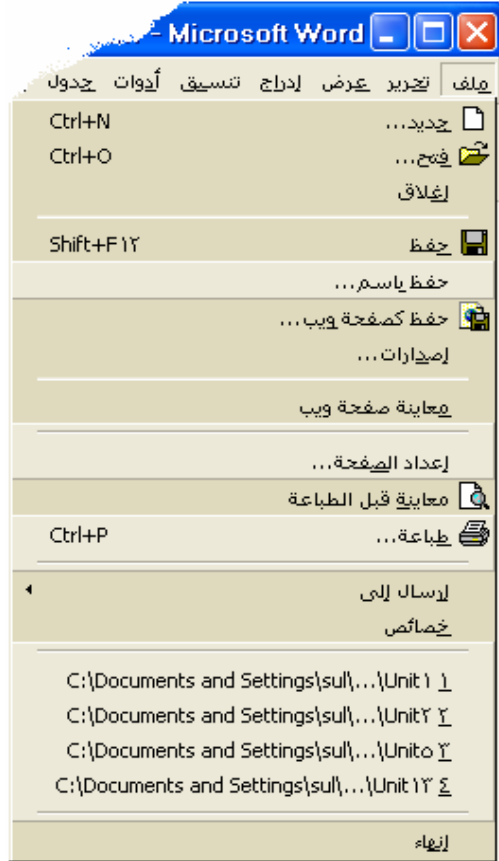 - Microsoft Word
ملف تحرير عرض إدراج تنسيق أدوات جدول
جديد... Ctrl+N
فتح... Ctrl+O
إغلاق
حفظ Shift+F١٢
حفظ باسم...
حفظ كصفحة ويب...
إصدارات...
معاينة صفحة ويب
إعداد الصفحة...
معاينة قبل الطباعة
طباعة... Ctrl+P
إرسال إلى
خصائص
١ C:\Documents and Settings\sul\...\Unit١
٢ C:\Documents and Settings\sul\...\Unit٢
٣ C:\Documents and Settings\sul\...\Unit٥
٤ C:\Documents and Settings\sul\...\Unit١٣
إنهاء